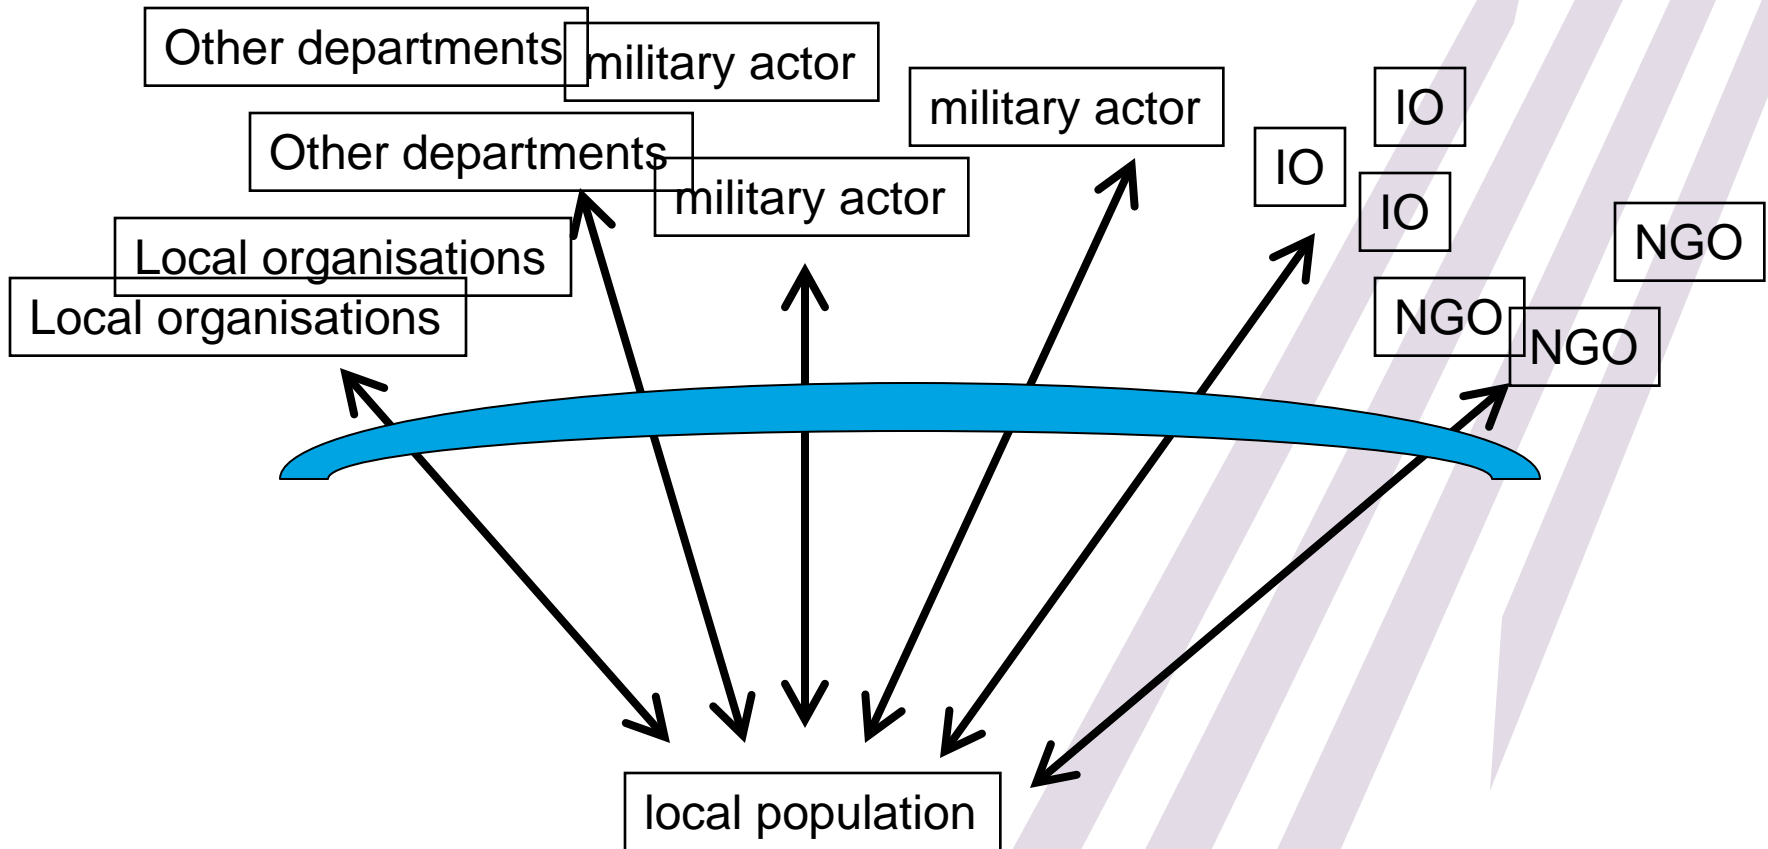 Other departments
military actor
military actor
IO
Other departments
IO
military actor
IO
Local organisations
NGO
Local organisations
NGO
NGO
local population